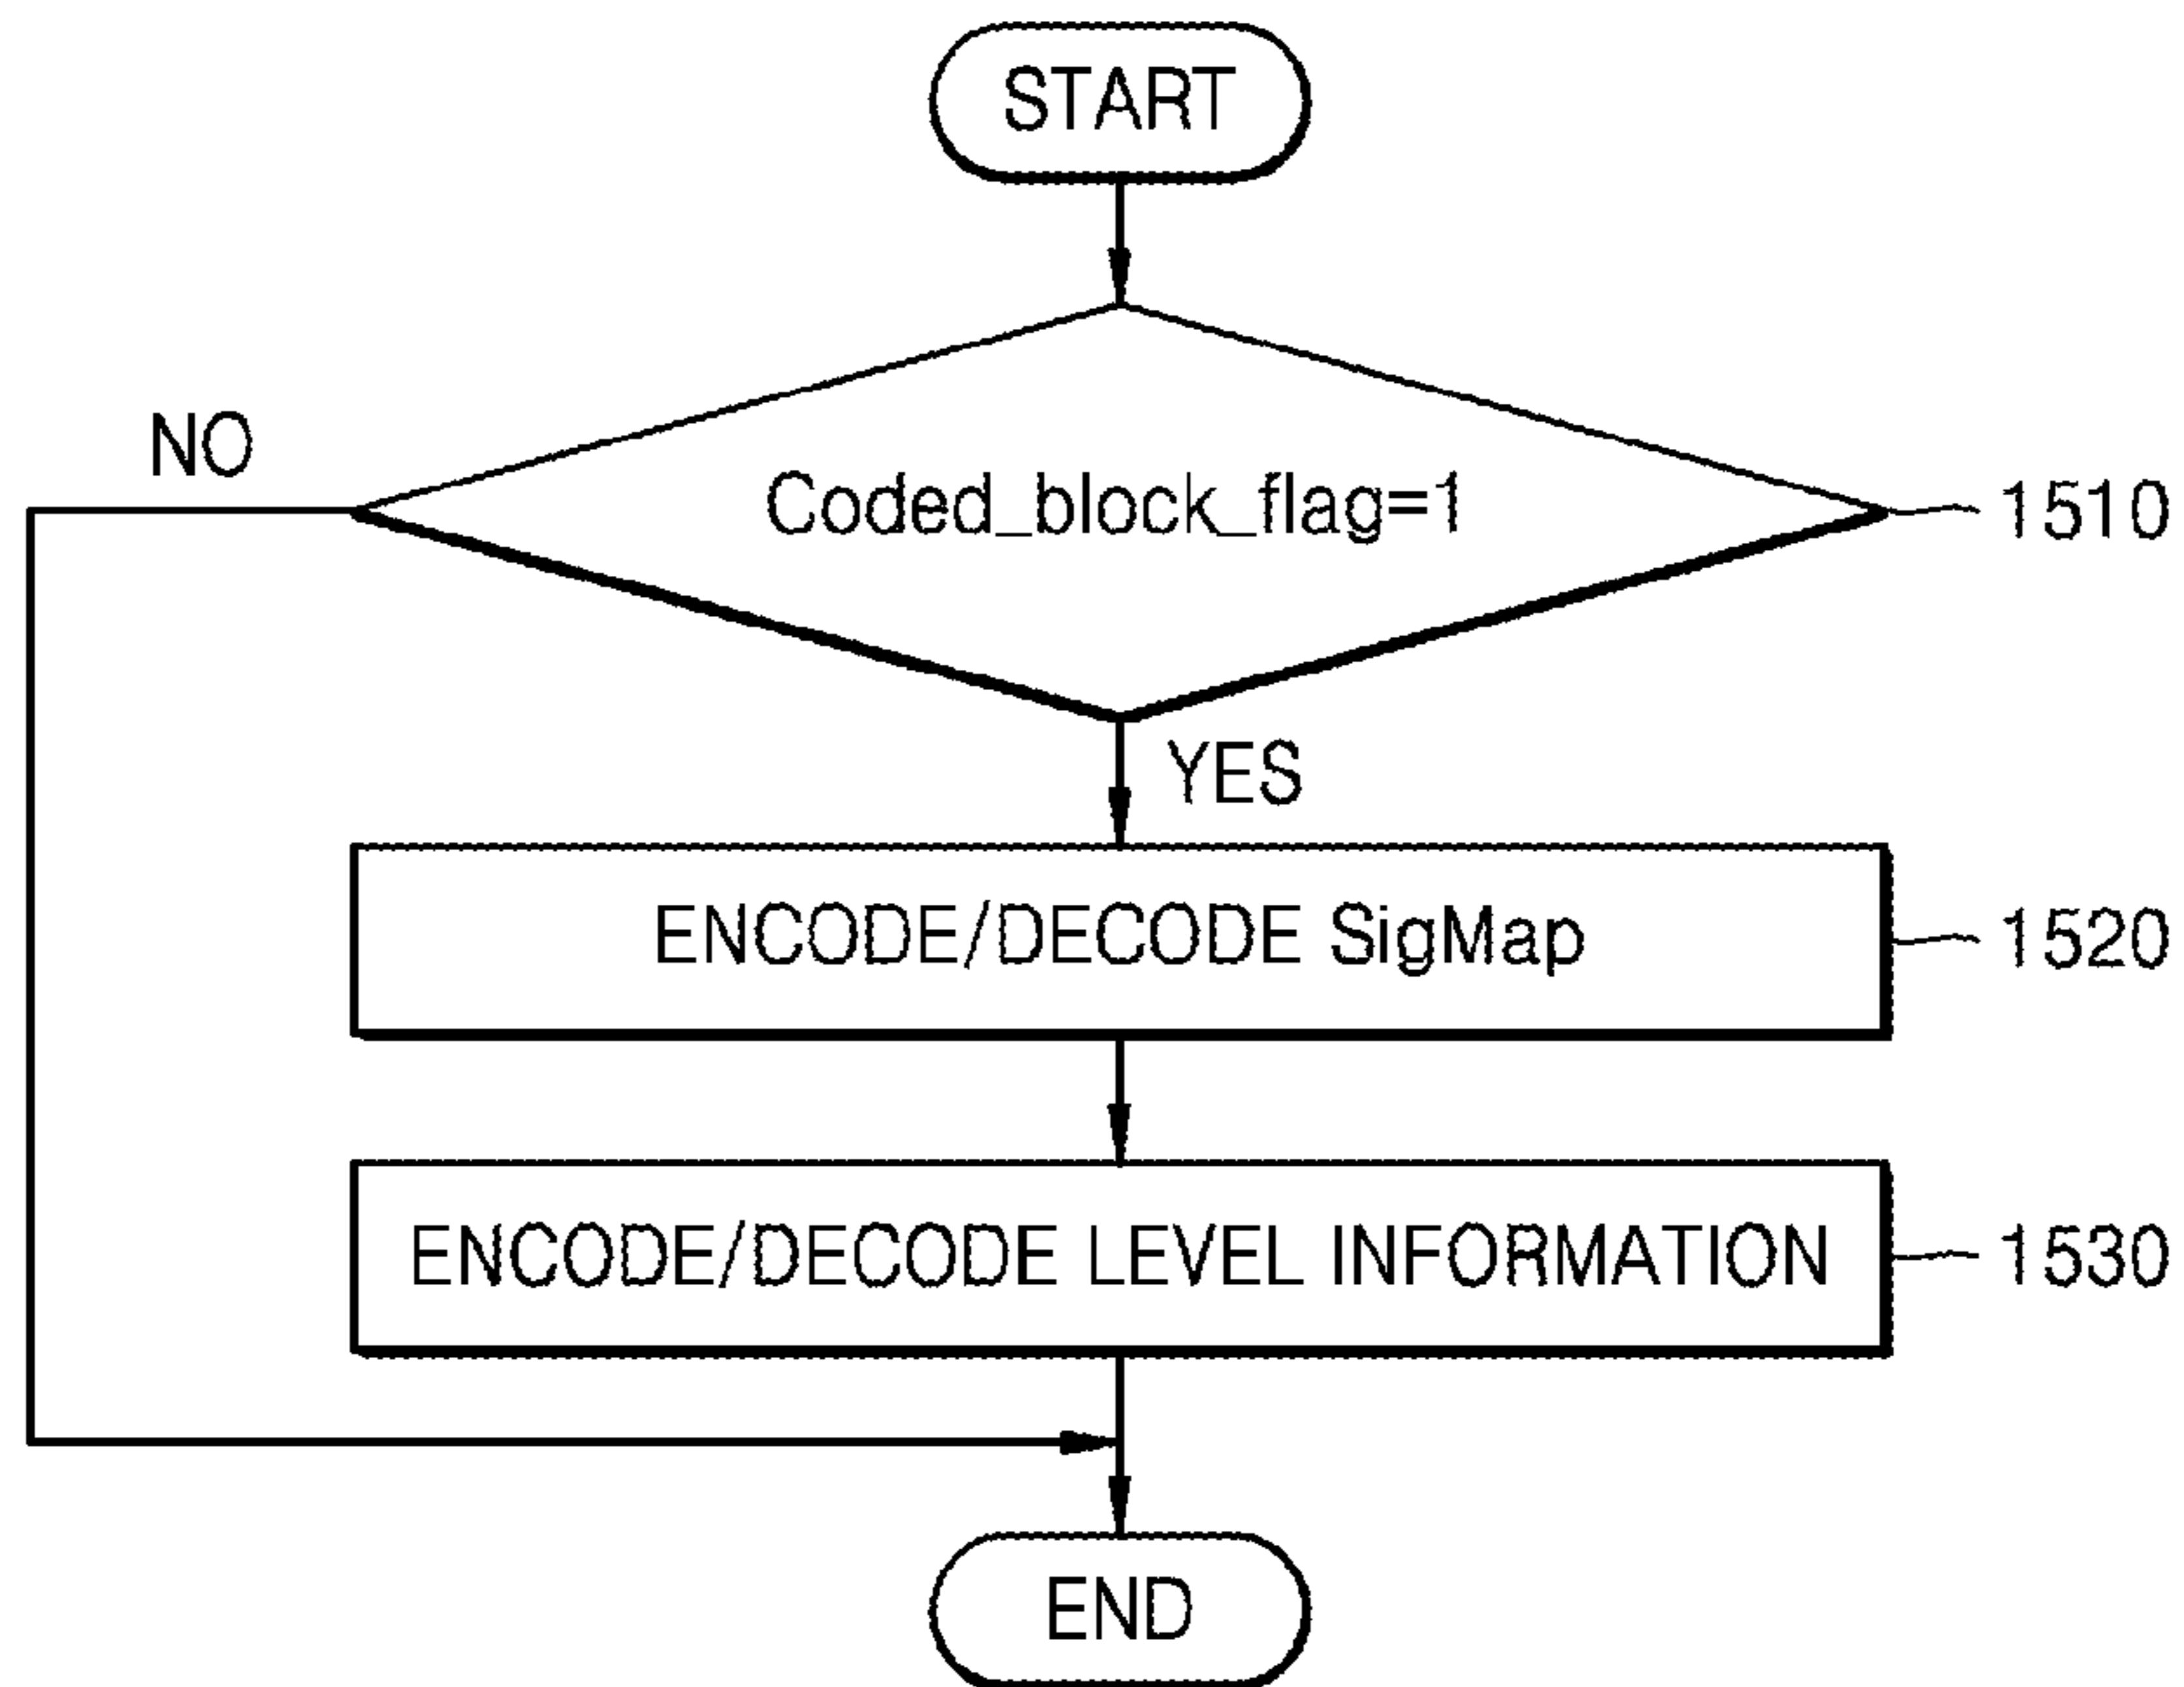 START
NO
Coded_block_flag=1
1510
YES
ENCODE/DECODE SigMap
1520
ENCODE/DECODE LEVEL INFORMATION
1530
END